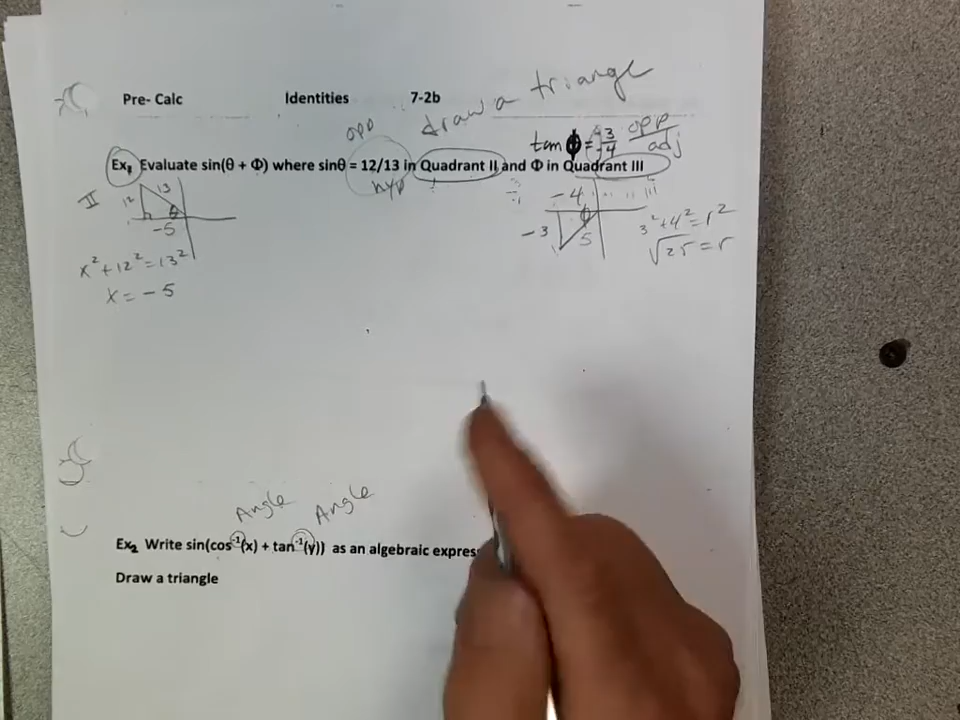 draw a triangle
Pre- Calc Identities 7-2b
opp
tan Φ = -3/-4 opp/adj
Ex1 Evaluate sin(θ + Φ) where sinθ = 12/13 in Quadrant II and Φ in Quadrant III
hyp
II 12 13 θ
-5
-4 III
-3 Φ 5
3²+4²=r²
√25=r
x²+12²=13²
x=-5
Angle Angle
Ex2 Write sin(cos⁻¹(x) + tan⁻¹(y)) as an algebraic expres
Draw a triangle